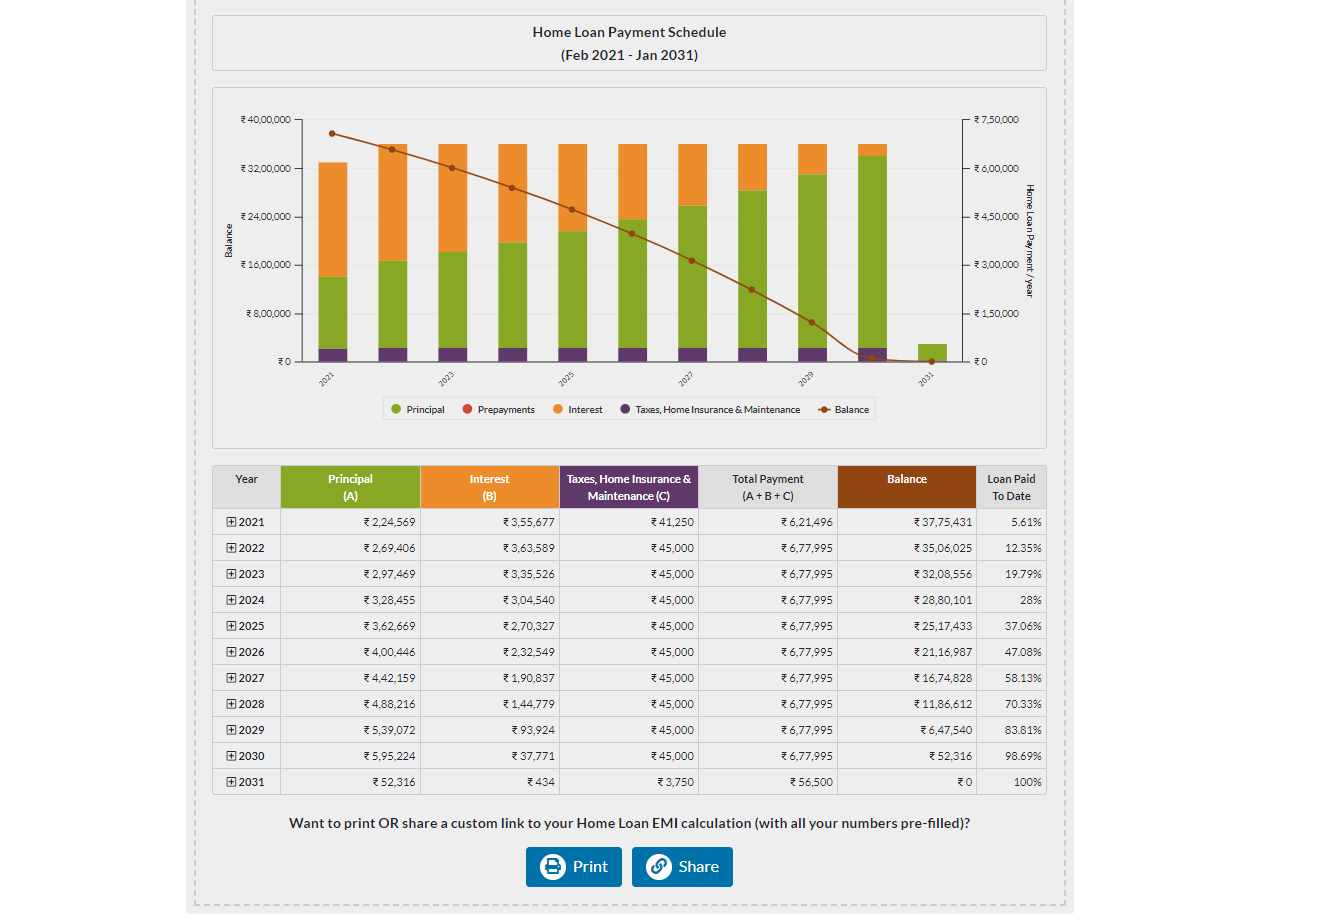 Home Loan Payment Schedule
(Feb 2021 - Jan 2031)
₹ 40,00,000
₹ 32,00,000
₹ 24,00,000
₹ 16,00,000
₹ 8,00,000
₹ 0
Balance
₹ 7,50,000
₹ 6,00,000
₹ 4,50,000
₹ 3,00,000
₹ 1,50,000
₹ 0
Home Loan Payment / year
2021 2023 2025 2027 2029 2031
Principal Prepayments Interest Taxes, Home Insurance & Maintenance Balance
Year Principal (A) Interest (B) Taxes, Home Insurance & Maintenance (C) Total Payment (A + B + C) Balance Loan Paid To Date
2021 ₹ 2,24,569 ₹ 3,55,677 ₹ 41,250 ₹ 6,21,496 ₹ 37,75,431 5.61%
2022 ₹ 2,69,406 ₹ 3,63,589 ₹ 45,000 ₹ 6,77,995 ₹ 35,06,025 12.35%
2023 ₹ 2,97,469 ₹ 3,35,526 ₹ 45,000 ₹ 6,77,995 ₹ 32,08,556 19.79%
2024 ₹ 3,28,455 ₹ 3,04,540 ₹ 45,000 ₹ 6,77,995 ₹ 28,80,101 28%
2025 ₹ 3,62,669 ₹ 2,70,327 ₹ 45,000 ₹ 6,77,995 ₹ 25,17,433 37.06%
2026 ₹ 4,00,446 ₹ 2,32,549 ₹ 45,000 ₹ 6,77,995 ₹ 21,16,987 47.08%
2027 ₹ 4,42,159 ₹ 1,90,837 ₹ 45,000 ₹ 6,77,995 ₹ 16,74,828 58.13%
2028 ₹ 4,88,216 ₹ 1,44,779 ₹ 45,000 ₹ 6,77,995 ₹ 11,86,612 70.33%
2029 ₹ 5,39,072 ₹ 93,924 ₹ 45,000 ₹ 6,77,995 ₹ 6,47,540 83.81%
2030 ₹ 5,95,224 ₹ 37,771 ₹ 45,000 ₹ 6,77,995 ₹ 52,316 98.69%
2031 ₹ 52,316 ₹ 434 ₹ 3,750 ₹ 56,500 ₹ 0 100%
Want to print OR share a custom link to your Home Loan EMI calculation (with all your numbers pre-filled)?
Print Share